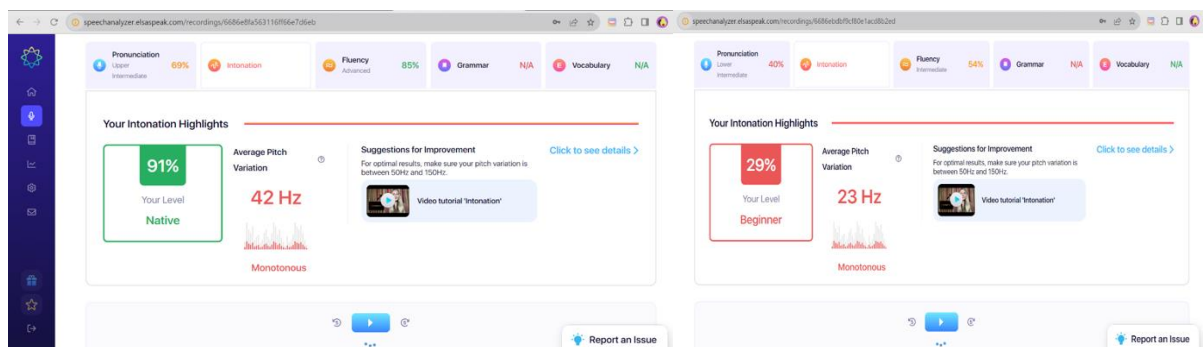 speechanalyzer.elsaspeak.com/recordings/6686e8fa563116ff66e7d6eb
Pronunciation
Upper
Intermediate
69%
Intonation
Fluency
Advanced
85%
Grammar
N/A
Vocabulary
N/A
Your Intonation Highlights
91%
Your Level
Native
Average Pitch
Variation
42 Hz
Monotonous
Suggestions for Improvement
For optimal results, make sure your pitch variation is
between 50Hz and 150Hz.
Video tutorial 'Intonation'
Click to see details >
Report an Issue
speechanalyzer.elsaspeak.com/recordings/6686ebdbf9cf80e1acd8b2ed
Pronunciation
Lower
Intermediate
40%
Intonation
Fluency
Intermediate
54%
Grammar
N/A
Vocabulary
N/A
Your Intonation Highlights
29%
Your Level
Beginner
Average Pitch
Variation
23 Hz
Monotonous
Suggestions for Improvement
For optimal results, make sure your pitch variation is
between 50Hz and 150Hz.
Video tutorial 'Intonation'
Click to see details >
Report an Issue